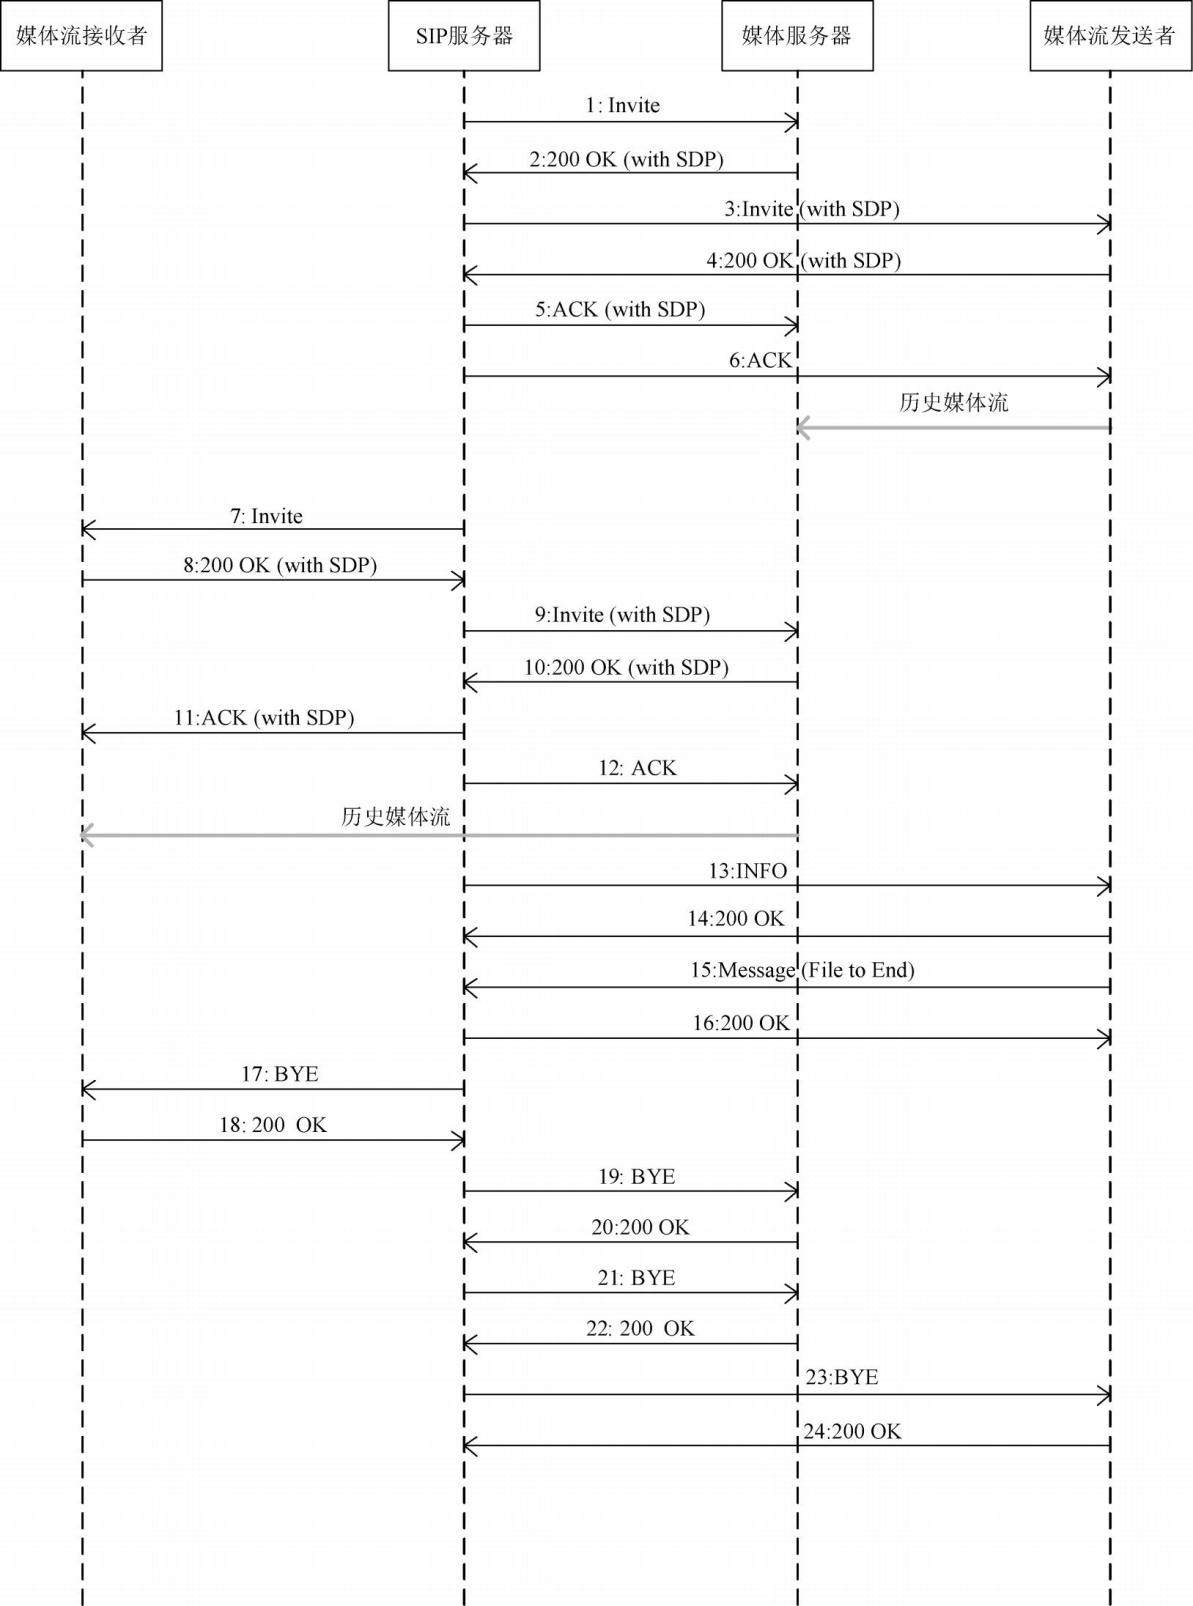 媒体流接收者
SIP服务器
媒体服务器
媒体流发送者
1: Invite
2:200 OK (with SDP)
3:Invite (with SDP)
4:200 OK (with SDP)
5:ACK (with SDP)
6:ACK
历史媒体流
7: Invite
8:200 OK (with SDP)
9:Invite (with SDP)
10:200 OK (with SDP)
11:ACK (with SDP)
12: ACK
历史媒体流
13:INFO
14:200 OK
15:Message (File to End)
16:200 OK
17: BYE
18: 200  OK
19: BYE
20:200 OK
21: BYE
22: 200  OK
23:BYE
24:200 OK